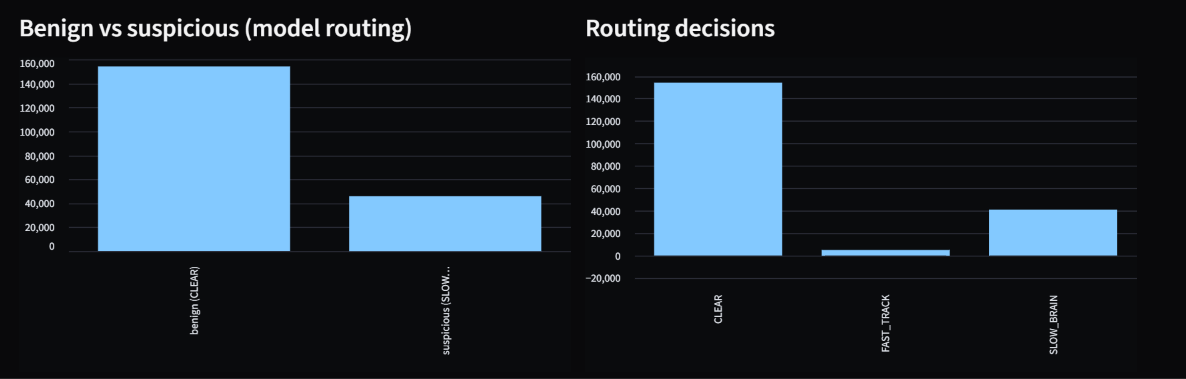 Benign vs suspicious (model routing)
160,000
140,000
120,000
100,000
80,000
60,000
40,000
20,000
0
benign (CLEAR)
suspicious (SLOW…
Routing decisions
160,000
140,000
120,000
100,000
80,000
60,000
40,000
20,000
0
−20,000
CLEAR
FAST_TRACK
SLOW_BRAIN